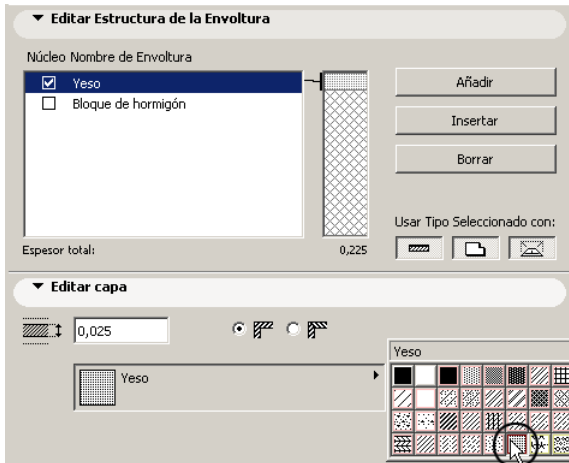 Editar Estructura de la Envoltura
Núcleo Nombre de Envoltura
Yeso
Bloque de hormigón
Añadir
Insertar
Borrar
Usar Tipo Seleccionado con:
Espesor total: 0,225
Editar capa
0,025
Yeso
Yeso